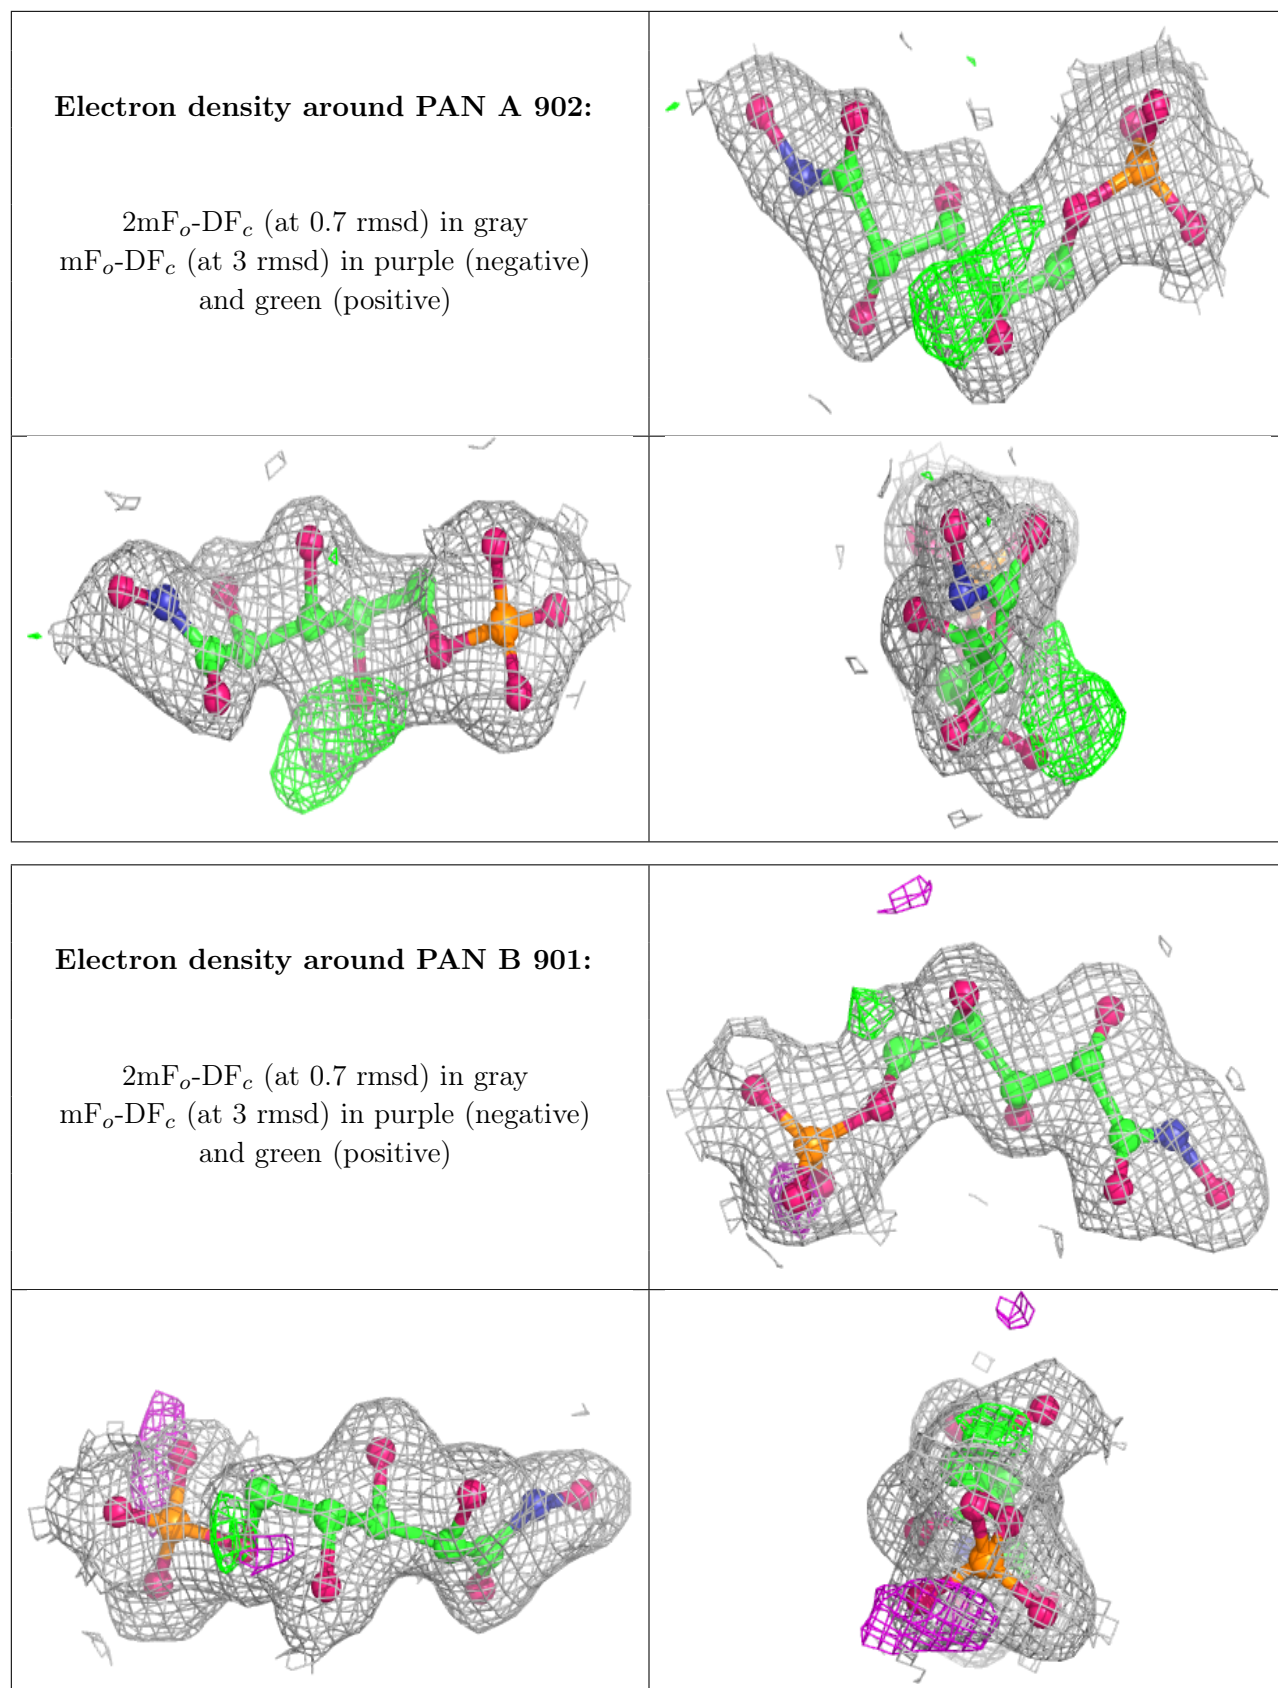 Electron density around PAN A 902:
2mFo-DFc (at 0.7 rmsd) in gray
mFo-DFc (at 3 rmsd) in purple (negative)
and green (positive)
Electron density around PAN B 901:
2mFo-DFc (at 0.7 rmsd) in gray
mFo-DFc (at 3 rmsd) in purple (negative)
and green (positive)